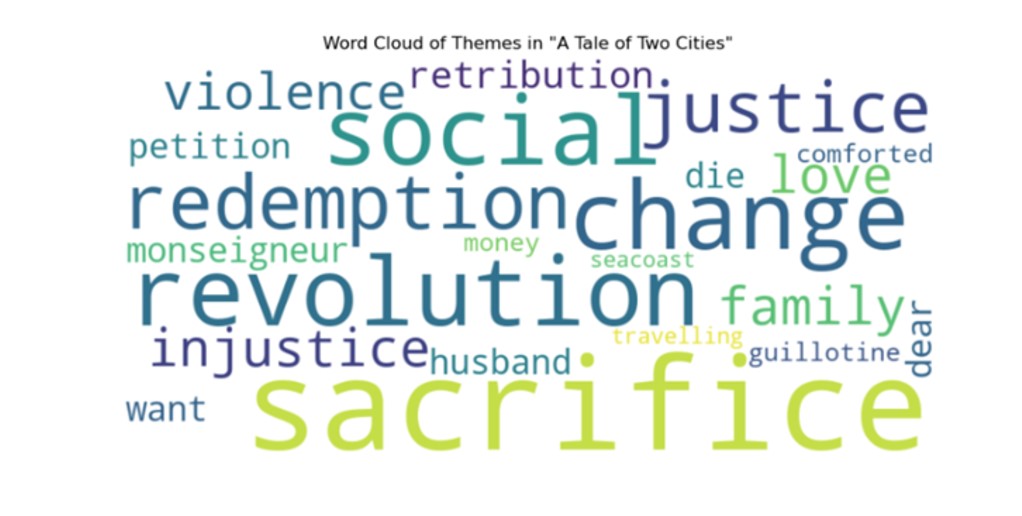 Word Cloud of Themes in "A Tale of Two Cities"
violence retribution
social justice
petition die love comforted
redemption change
monseigneur money seacoast
revolution family dear
injustice husband travelling guillotine
want sacrifice